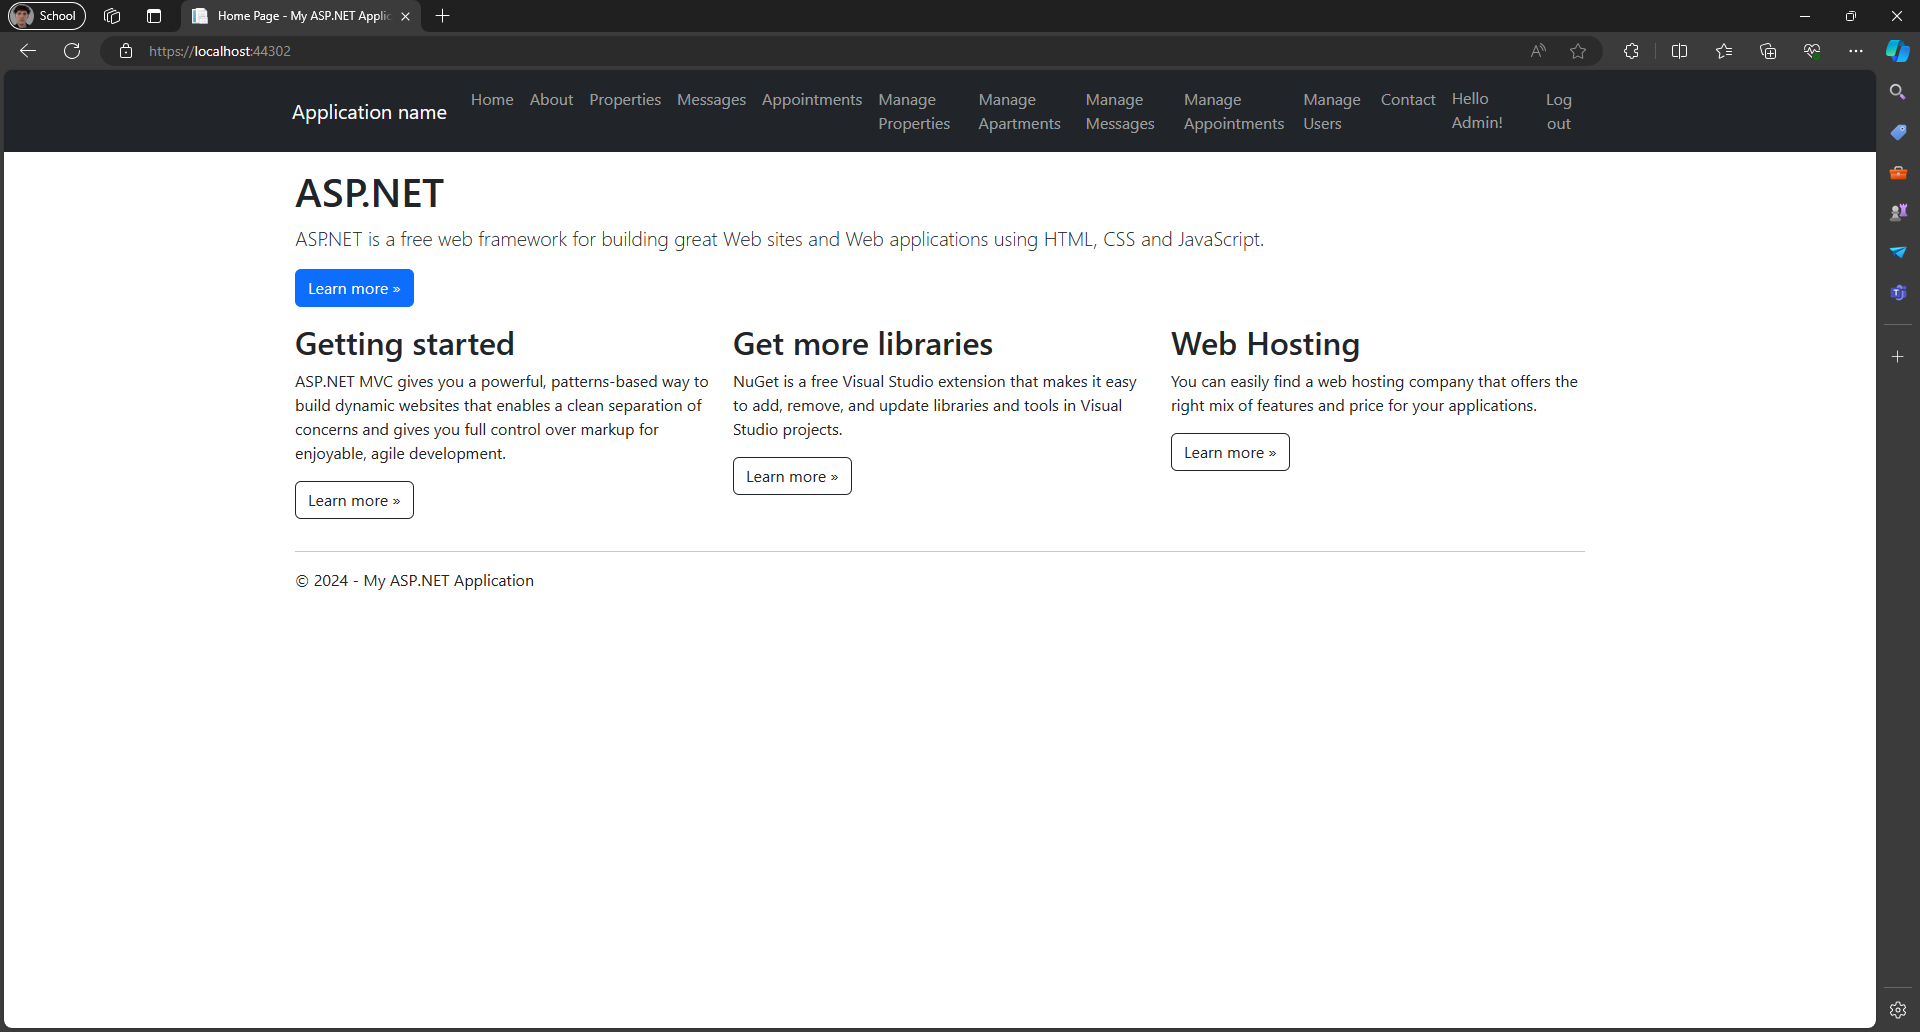 School
Home Page - My ASP.NET Applic
https://localhost:44302
Application name
Home
About
Properties
Messages
Appointments
Manage
Properties
Manage
Apartments
Manage
Messages
Manage
Appointments
Manage
Users
Contact
Hello
Admin!
Log
out
ASP.NET
ASP.NET is a free web framework for building great Web sites and Web applications using HTML, CSS and JavaScript.
Learn more »
Getting started
ASP.NET MVC gives you a powerful, patterns-based way to
build dynamic websites that enables a clean separation of
concerns and gives you full control over markup for
enjoyable, agile development.
Learn more »
Get more libraries
NuGet is a free Visual Studio extension that makes it easy
to add, remove, and update libraries and tools in Visual
Studio projects.
Learn more »
Web Hosting
You can easily find a web hosting company that offers the
right mix of features and price for your applications.
Learn more »
© 2024 - My ASP.NET Application